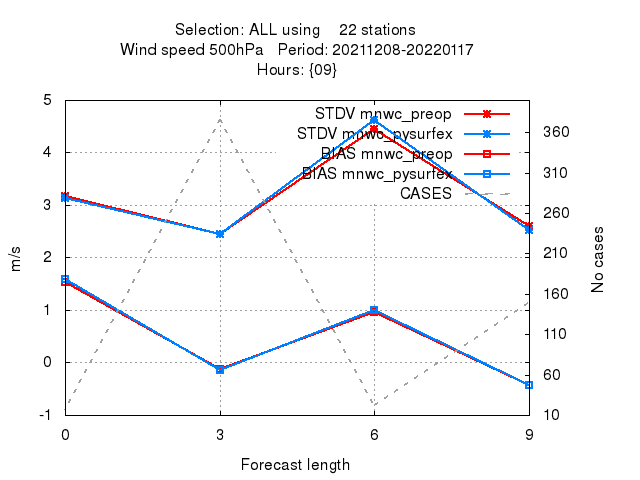 Selection: ALL using 22 stations
Wind speed 500hPa Period: 20211208-20220117
Hours: {09}
STDV mnwc_preop
STDV mnwc_pysurfex
BIAS mnwc_preop
BIAS mnwc_pysurfex
CASES
5
4
3
2
1
0
-1
360
310
260
210
160
110
60
10
m/s
No cases
0 3 6 9
Forecast length